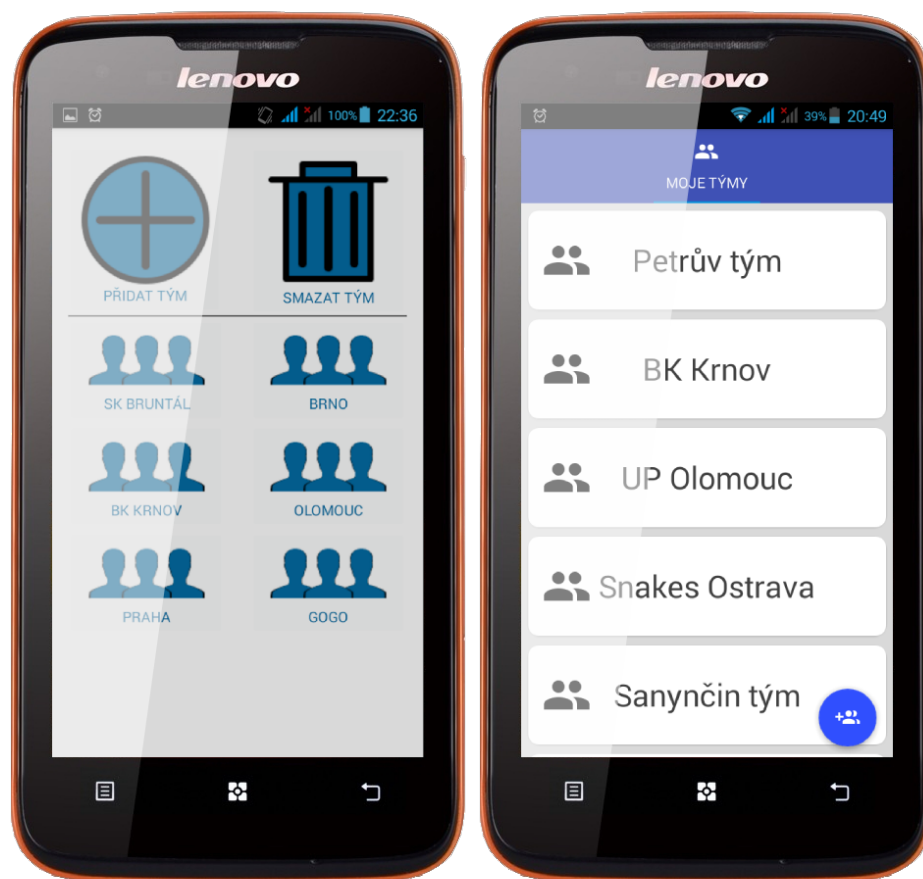 lenovo
100% 22:36
PŘIDAT TÝM
SMAZAT TÝM
SK BRUNTÁL
BRNO
BK KRNOV
OLOMOUC
PRAHA
GOGO
lenovo
39% 20:49
MOJE TÝMY
Petrův tým
BK Krnov
UP Olomouc
Snakes Ostrava
Sanynčin tým